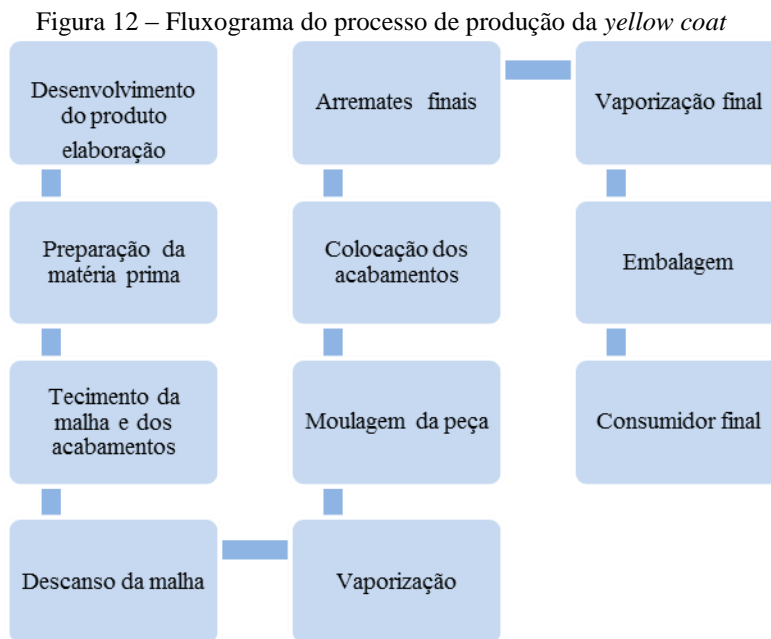 Figura 12 – Fluxograma do processo de produção da yellow coat
Desenvolvimento
do produto
elaboração
Preparação da
matéria prima
Tecimento da
malha e dos
acabamentos
Descanso da malha
Vaporização
Moulagem da peça
Colocação dos
acabamentos
Arremates finais
Vaporização final
Embalagem
Consumidor final